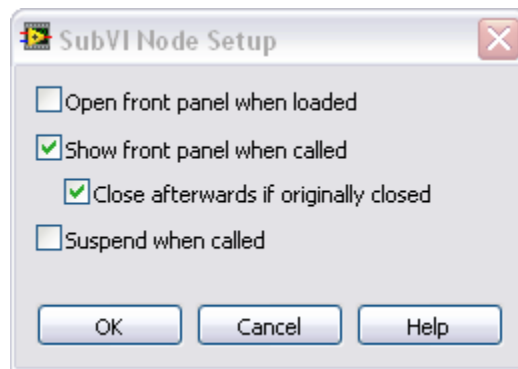 SubVI Node Setup
Open front panel when loaded
Show front panel when called
Close afterwards if originally closed
Suspend when called
OK Cancel Help